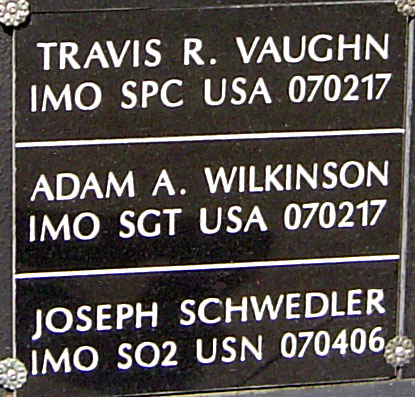 TRAVIS R. VAUGHN
IMO SPC USA 070217
ADAM A. WILKINSON
IMO SGT USA 070217
JOSEPH SCHWEDLER
IMO SO2 USN 070406